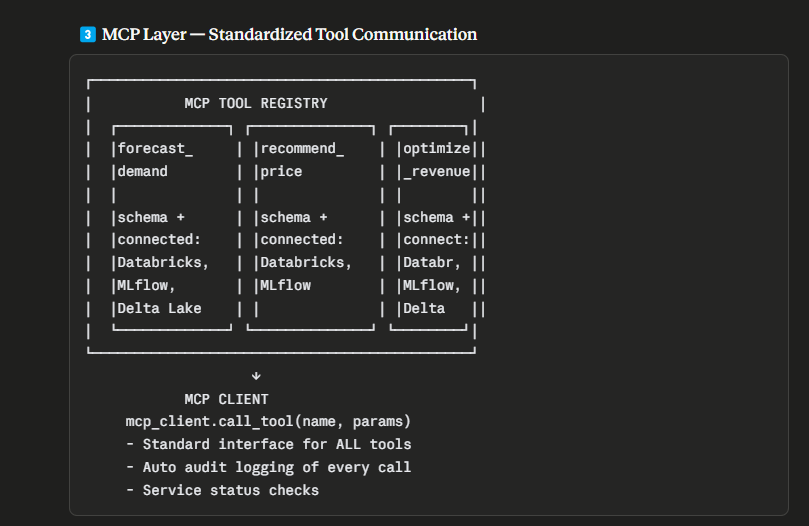 3 MCP Layer — Standardized Tool Communication
MCP TOOL REGISTRY
forecast_ recommend_ optimize
demand price _revenue
schema + schema + schema +
connected: connected: connect:
Databricks, Databricks, Databr,
MLflow, MLflow MLflow,
Delta Lake Delta
↓
MCP CLIENT
mcp_client.call_tool(name, params)
- Standard interface for ALL tools
- Auto audit logging of every call
- Service status checks